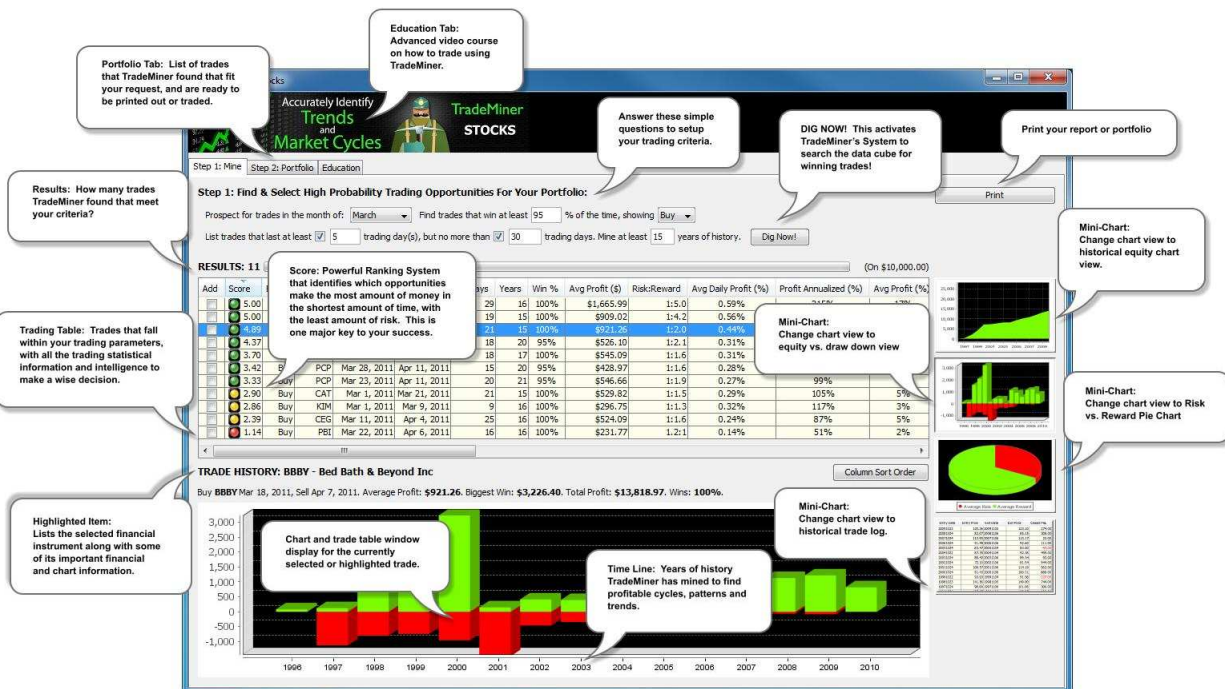 Education Tab:
Advanced video course
on how to trade using
TradeMiner.
Portfolio Tab: List of trades
that TradeMiner found that fit
your request, and are ready to
be printed out or traded.
Accurately Identify
Trends
and
Market Cycles
TradeMiner
STOCKS
Answer these simple
questions to setup
your trading criteria.
DIG NOW! This activates
TradeMiner's System to
search the data cube for
winning trades!
Print your report or portfolio
Step 1: Mine Step 2: Portfolio Education
Results: How many trades
TradeMiner found that meet
your criteria?
Step 1: Find & Select High Probability Trading Opportunities For Your Portfolio:
Print
Prospect for trades in the month of: March Find trades that win at least 95 % of the time, showing Buy
List trades that last at least 5 trading day(s), but no more than 30 trading days. Mine at least 15 years of history. Dig Now!
Mini-Chart:
Change chart view to
historical equity chart
view.
RESULTS: 11 (On $10,000.00)
Score: Powerful Ranking System
that identifies which opportunities
make the most amount of money in
the shortest amount of time, with
the least amount of risk. This is
one major key to your success.
Add Score Years Win % Avg Profit ($) Risk:Reward Avg Daily Profit (%) Profit Annualized (%) Avg Profit (%)
5.00 29 16 100% $1,665.99 1:5.0 0.59%
5.00 19 15 100% $909.02 1:4.2 0.56%
4.89 21 15 100% $921.26 1:2.0 0.44%
4.37 18 20 95% $526.10 1:2.1 0.31%
3.70 18 17 100% $545.09 1:1.6 0.31%
3.42 PCP Mar 28, 2011 Apr 11, 2011 15 20 95% $428.97 1:1.6 0.28%
3.33 Buy PCP Mar 23, 2011 Apr 11, 2011 20 21 95% $546.66 1:1.9 0.27% 99%
2.90 Buy CAT Mar 1, 2011 Mar 21, 2011 21 15 100% $529.82 1:1.5 0.29% 105% 5%
2.86 Buy KIM Mar 1, 2011 Mar 9, 2011 9 16 100% $296.75 1:1.3 0.32% 117% 3%
2.39 Buy CEG Mar 11, 2011 Apr 4, 2011 25 16 100% $524.09 1:1.6 0.24% 87% 5%
1.14 Buy PBI Mar 22, 2011 Apr 6, 2011 16 16 100% $231.77 1.2:1 0.14% 51% 2%
Mini-Chart:
Change chart view to
equity vs. draw down view
Trading Table: Trades that fall
within your trading parameters,
with all the trading statistical
information and intelligence to
make a wise decision.
Mini-Chart:
Change chart view to Risk
vs. Reward Pie Chart
TRADE HISTORY: BBBY - Bed Bath & Beyond Inc
Column Sort Order
Buy BBBY Mar 18, 2011, Sell Apr 7, 2011. Average Profit: $921.26. Biggest Win: $3,226.40. Total Profit: $13,818.97. Wins: 100%.
Highlighted Item:
Lists the selected financial
instrument along with some
of its important financial
and chart information.
Mini-Chart:
Change chart view to
historical trade log.
Average Risk Average Reward
3,000
2,500
2,000
1,500
1,000
500
0
-500
-1,000
Chart and trade table window
display for the currently
selected or highlighted trade.
Time Line: Years of history
TradeMiner has mined to find
profitable cycles, patterns and
trends.
1996 1997 1998 1999 2000 2001 2002 2003 2004 2005 2006 2007 2008 2009 2010